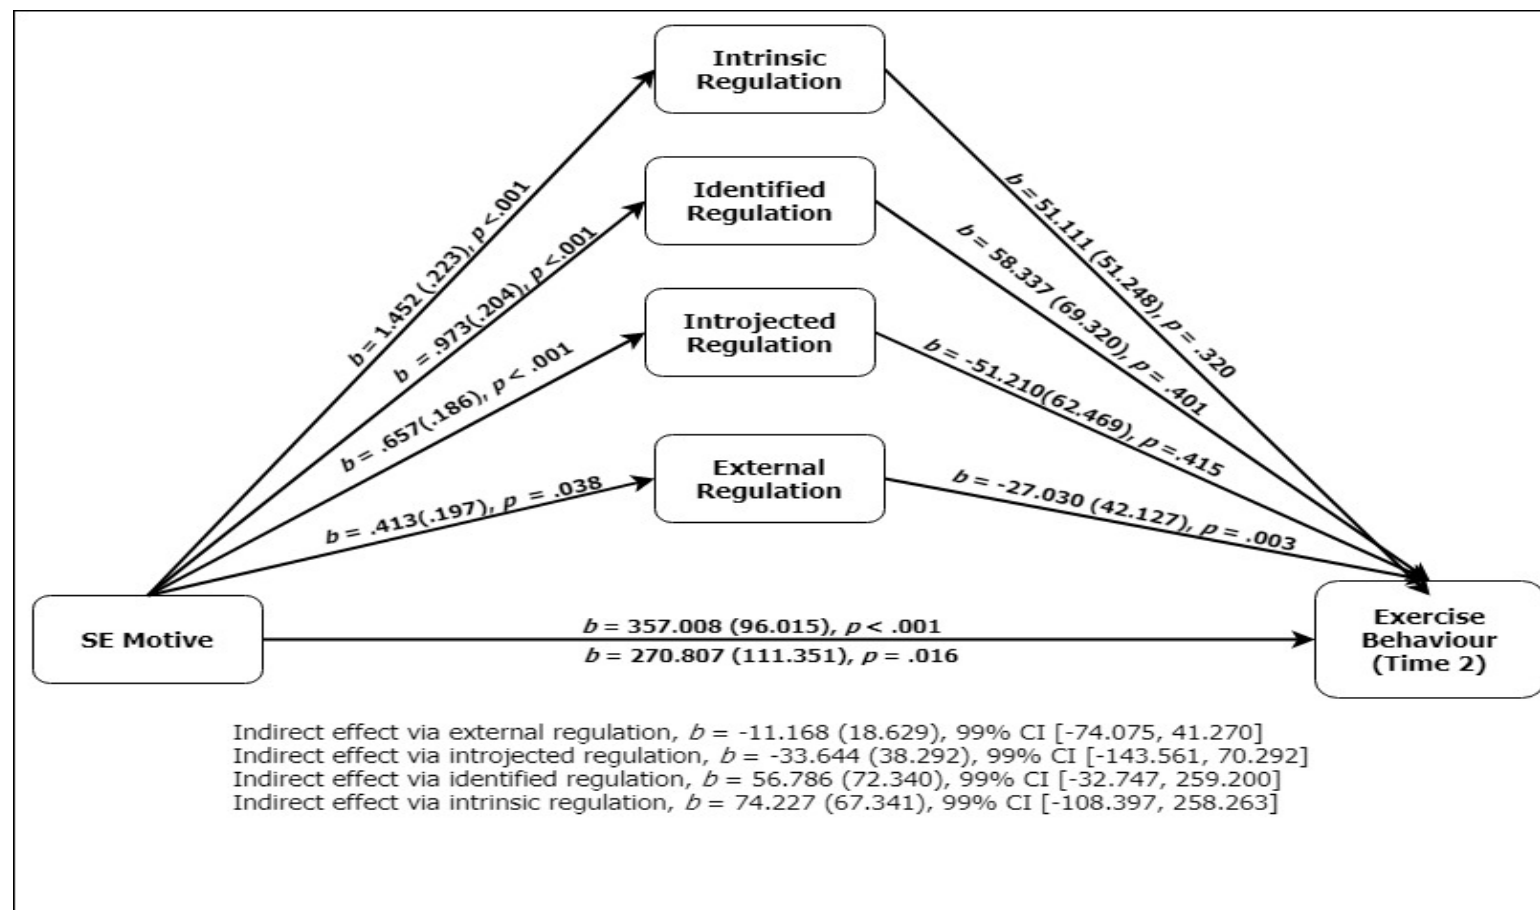 Intrinsic
Regulation
Identified
Regulation
Introjected
Regulation
External
Regulation
b = 1.452 (.223), p <.001
b = .973(.204), p <.001
b = .657(.186), p < .001
b = .413(.197), p = .038
b = 51.111 (51.248), p = .320
b = 58.337 (69.320), p = .401
b = -51.210(62.469), p =.415
b = -27.030 (42.127), p = .003
SE Motive
b = 357.008 (96.015), p < .001
b = 270.807 (111.351), p = .016
Exercise
Behaviour
(Time 2)
Indirect effect via external regulation, b = -11.168 (18.629), 99% CI [-74.075, 41.270]
Indirect effect via introjected regulation, b = -33.644 (38.292), 99% CI [-143.561, 70.292]
Indirect effect via identified regulation, b = 56.786 (72.340), 99% CI [-32.747, 259.200]
Indirect effect via intrinsic regulation, b = 74.227 (67.341), 99% CI [-108.397, 258.263]